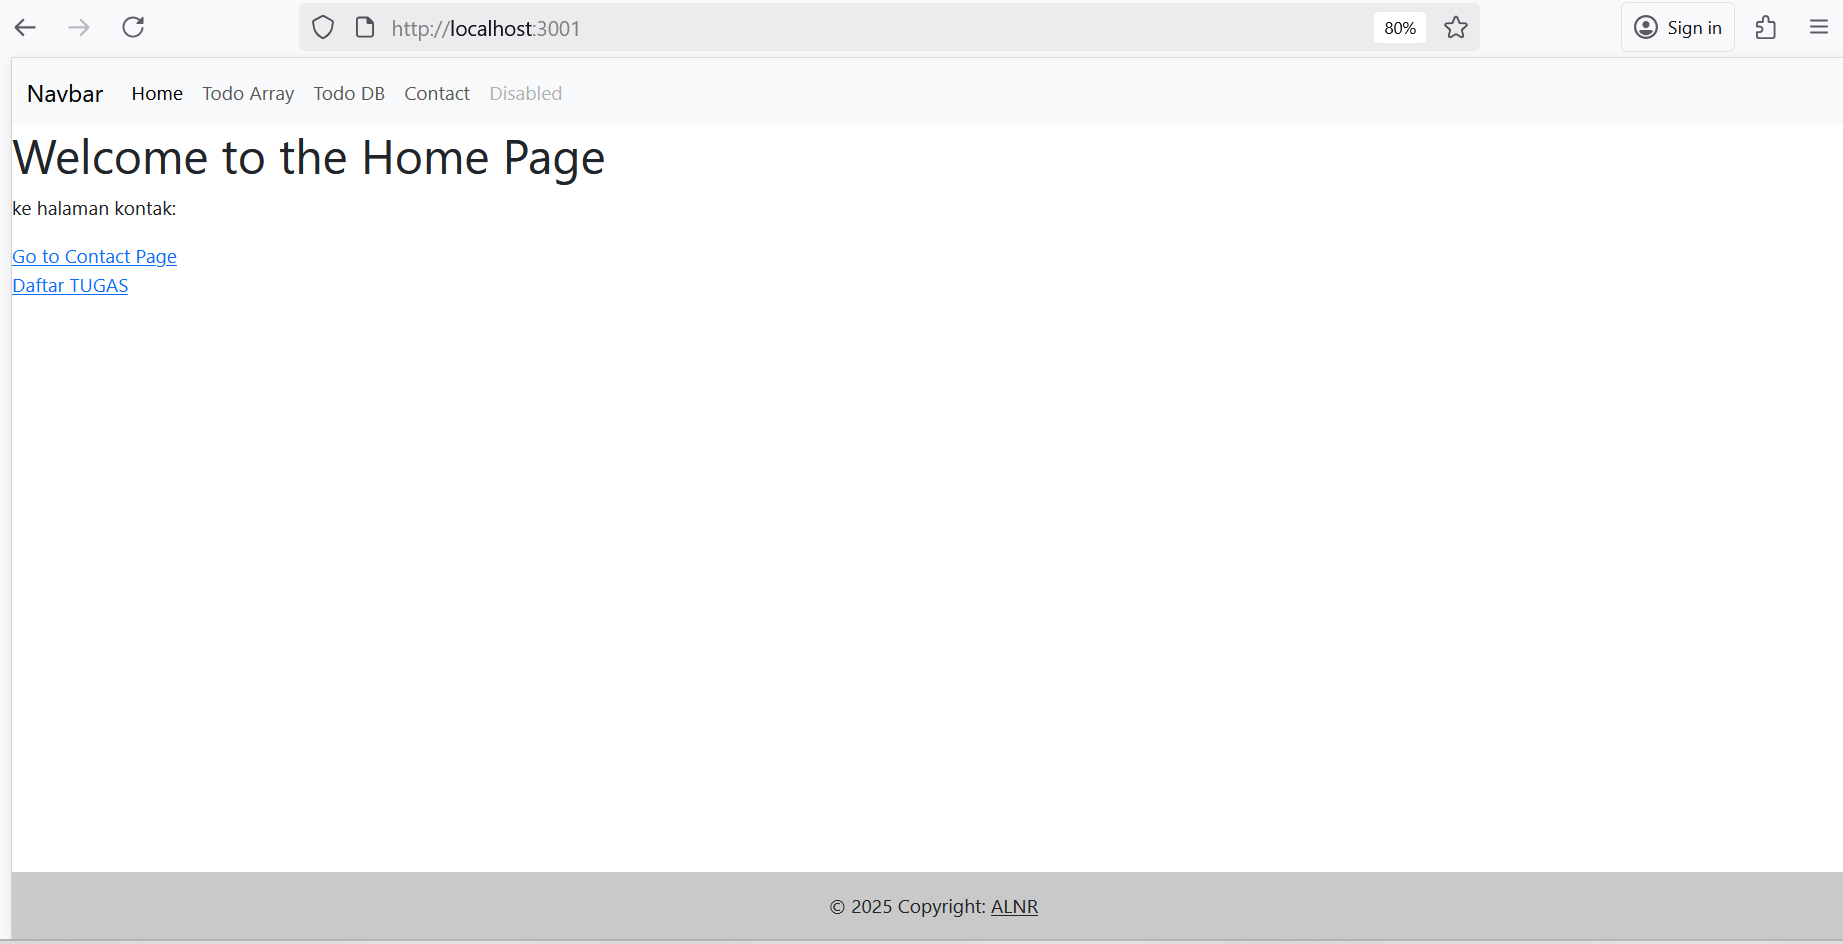 http://localhost:3001 80% Sign in
Navbar Home Todo Array Todo DB Contact Disabled
Welcome to the Home Page
ke halaman kontak:
Go to Contact Page
Daftar TUGAS
© 2025 Copyright: ALNR